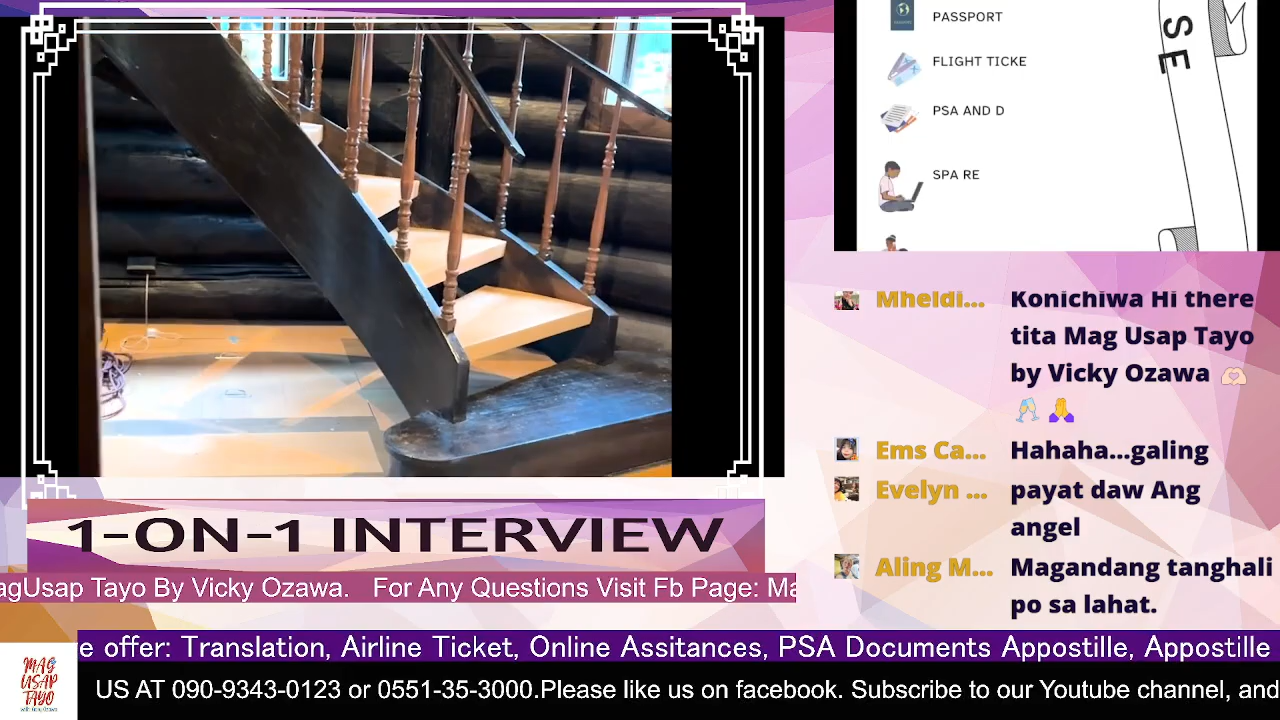 PASSPORT
FLIGHT TICKE
PSA AND D
SPA RE
SE
Mheldi... Konichiwa Hi there
tita Mag Usap Tayo
by Vicky Ozawa 🫶🏻
🥂 🙏
Ems Ca... Hahaha...galing
Evelyn ... payat daw Ang
angel
Aling M... Magandang tanghali
po sa lahat.
1-ON-1 INTERVIEW
agUsap Tayo By Vicky Ozawa. For Any Questions Visit Fb Page: Ma
e offer: Translation, Airline Ticket, Online Assitances, PSA Documents Appostille, Appostille
MAG
USAP
TAYO
US AT 090-9343-0123 or 0551-35-3000.Please like us on facebook. Subscribe to our Youtube channel, and